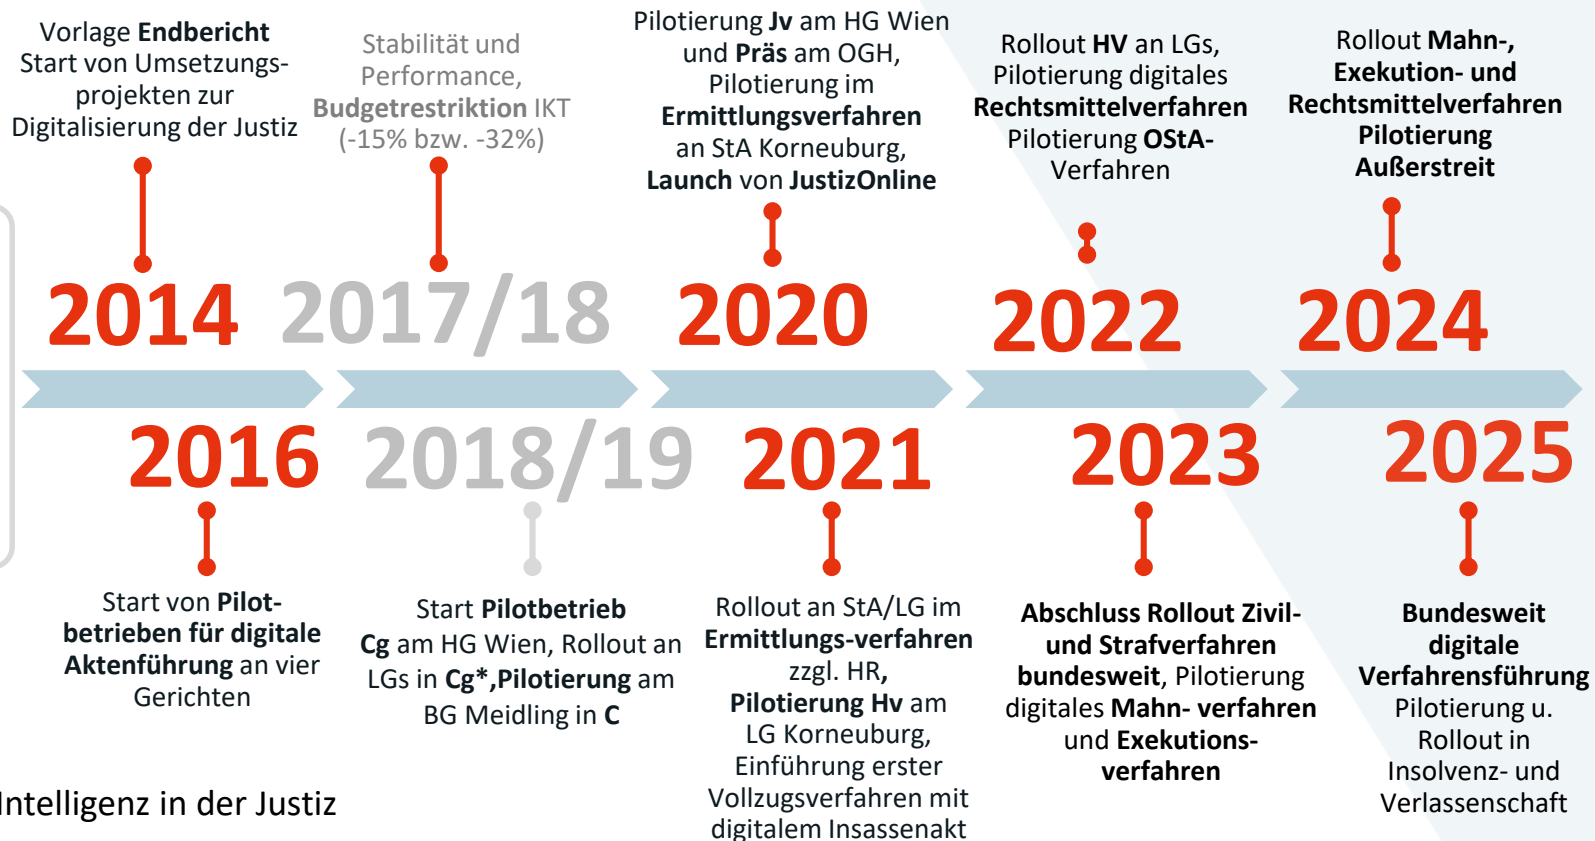 Vorlage Endbericht
Start von Umsetzungs-
projekten zur
Digitalisierung der Justiz
Stabilität und
Performance,
Budgetrestriktion IKT
(-15% bzw. -32%)
Pilotierung Jv am HG Wien
und Präs am OGH,
Pilotierung im
Ermittlungsverfahren
an StA Korneuburg,
Launch von JustizOnline
Rollout HV an LGs,
Pilotierung digitales
Rechtsmittelverfahren
Pilotierung OStA-
Verfahren
Rollout Mahn-,
Exekution- und
Rechtsmittelverfahren
Pilotierung
Außerstreit
2014
2017/18
2020
2022
2024
2016
2018/19
2021
2023
2025
Start von Pilot-
betrieben für digitale
Aktenführung an vier
Gerichten
Start Pilotbetrieb
Cg am HG Wien, Rollout an
LGs in Cg*,Pilotierung am
BG Meidling in C
Rollout an StA/LG im
Ermittlungs-verfahren
zzgl. HR,
Pilotierung Hv am
LG Korneuburg,
Einführung erster
Vollzugsverfahren mit
digitalem Insassenakt
Abschluss Rollout Zivil-
und Strafverfahren
bundesweit, Pilotierung
digitales Mahn- verfahren
und Exekutions-
verfahren
Bundesweit
digitale
Verfahrensführung
Pilotierung u.
Rollout in
Insolvenz- und
Verlassenschaft
Intelligenz in der Justiz